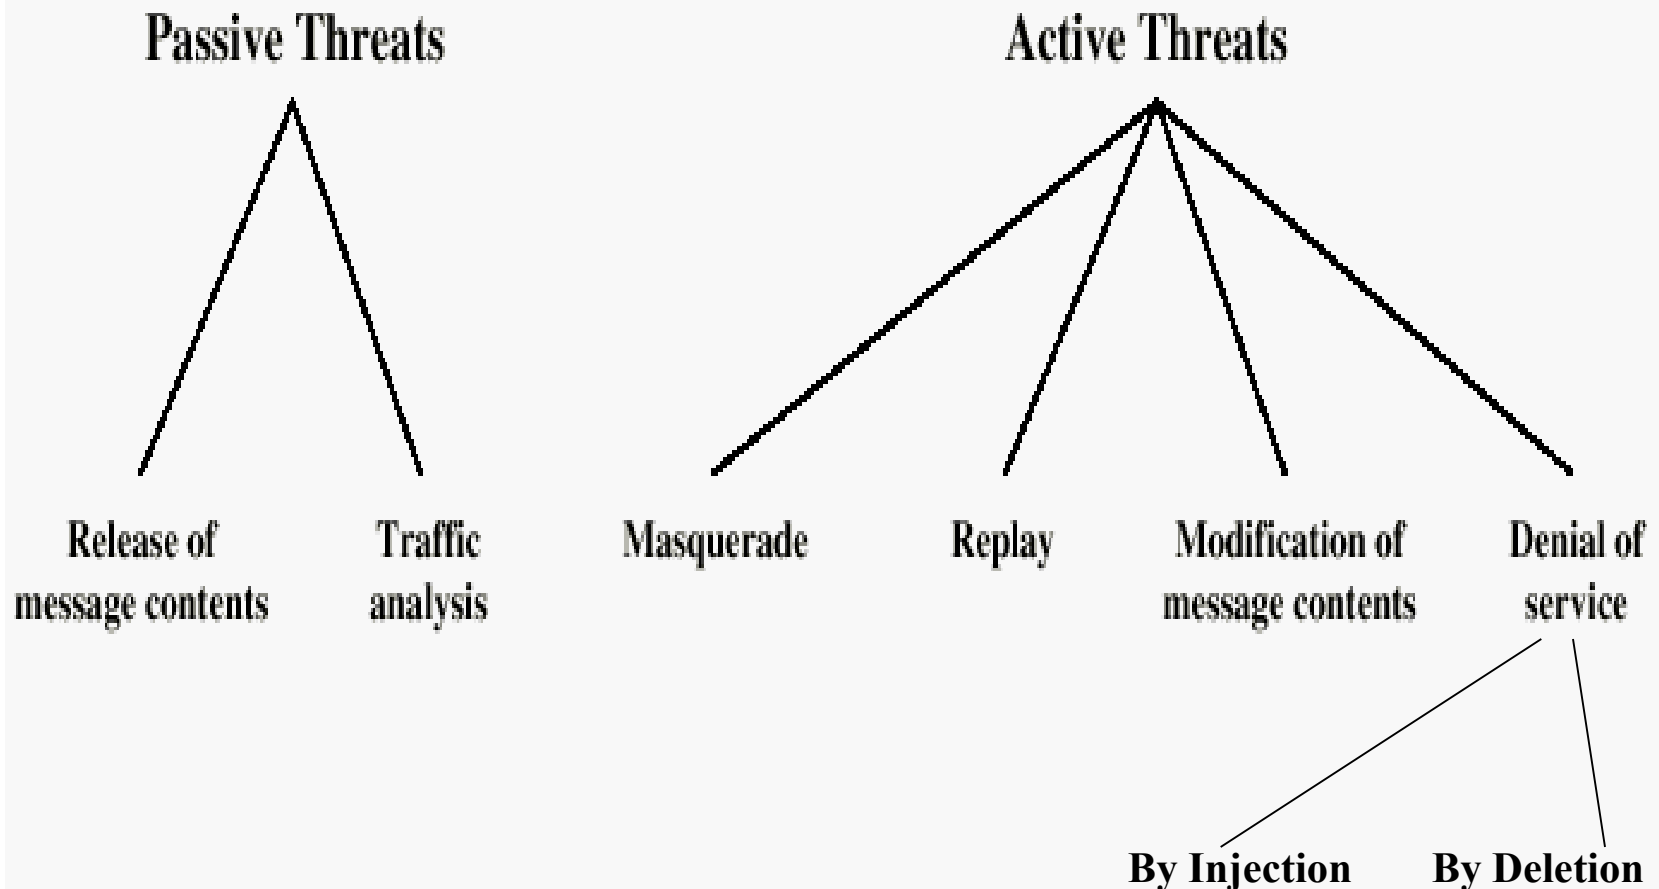 Passive Threats
Active Threats
Release of
message contents
Traffic
analysis
Masquerade
Replay
Modification of
message contents
Denial of
service
By Injection
By Deletion